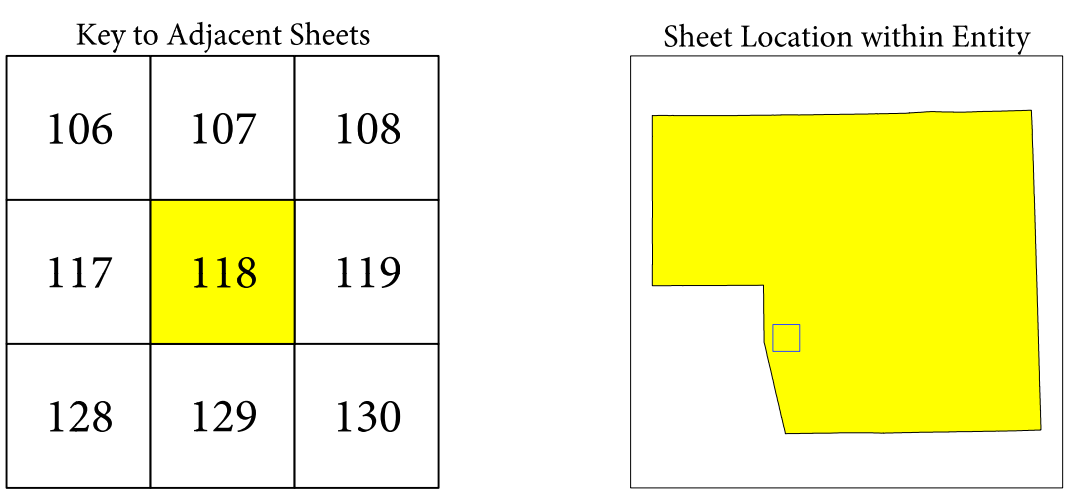 Key to Adjacent Sheets
106 107 108
117 118 119
128 129 130
Sheet Location within Entity